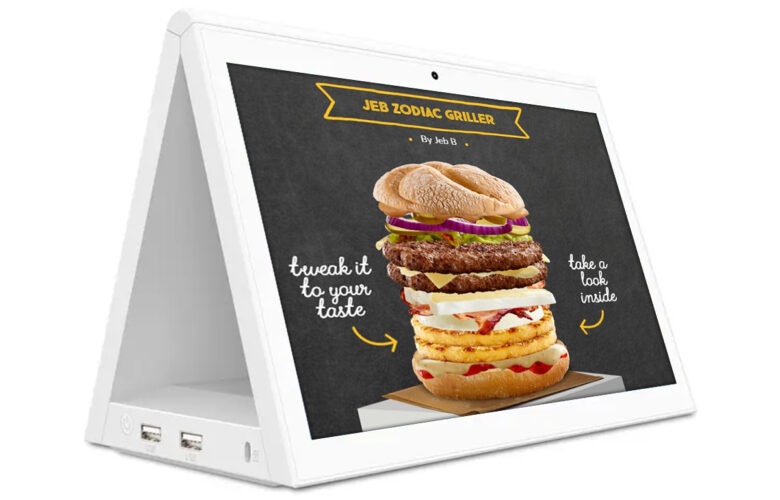 JEB ZODIAC GRILLER
• By Jeb B •
tweak it
to your
taste
take a
look
inside